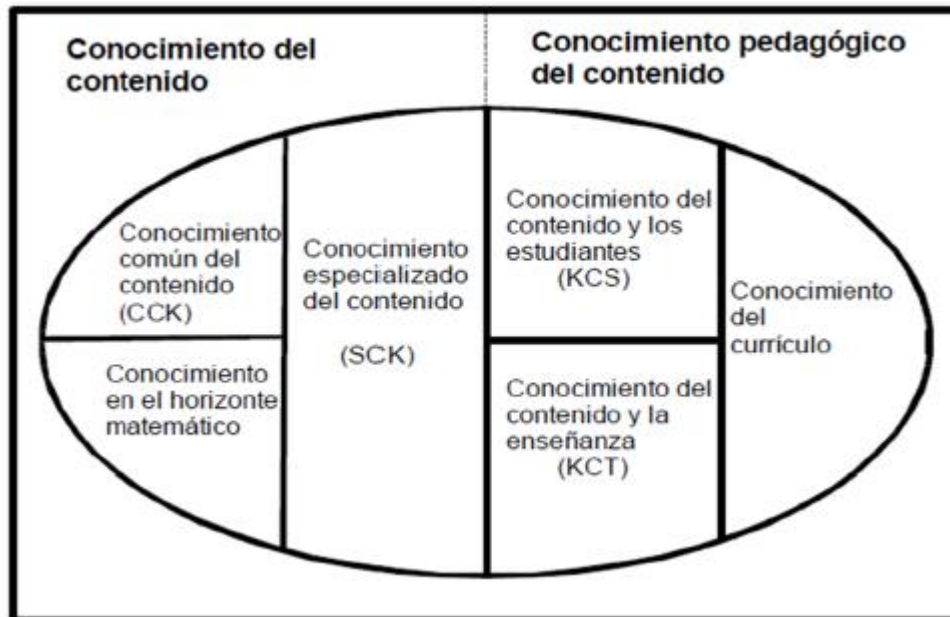 Conocimiento del
contenido
Conocimiento pedagógico
del contenido
Conocimiento
común del
contenido
(CCK)
Conocimiento
en el horizonte
matemático
Conocimiento
especializado
del contenido
(SCK)
Conocimiento del
contenido y los
estudiantes
(KCS)
Conocimiento del
contenido y la
enseñanza
(KCT)
Conocimiento
del
currículo